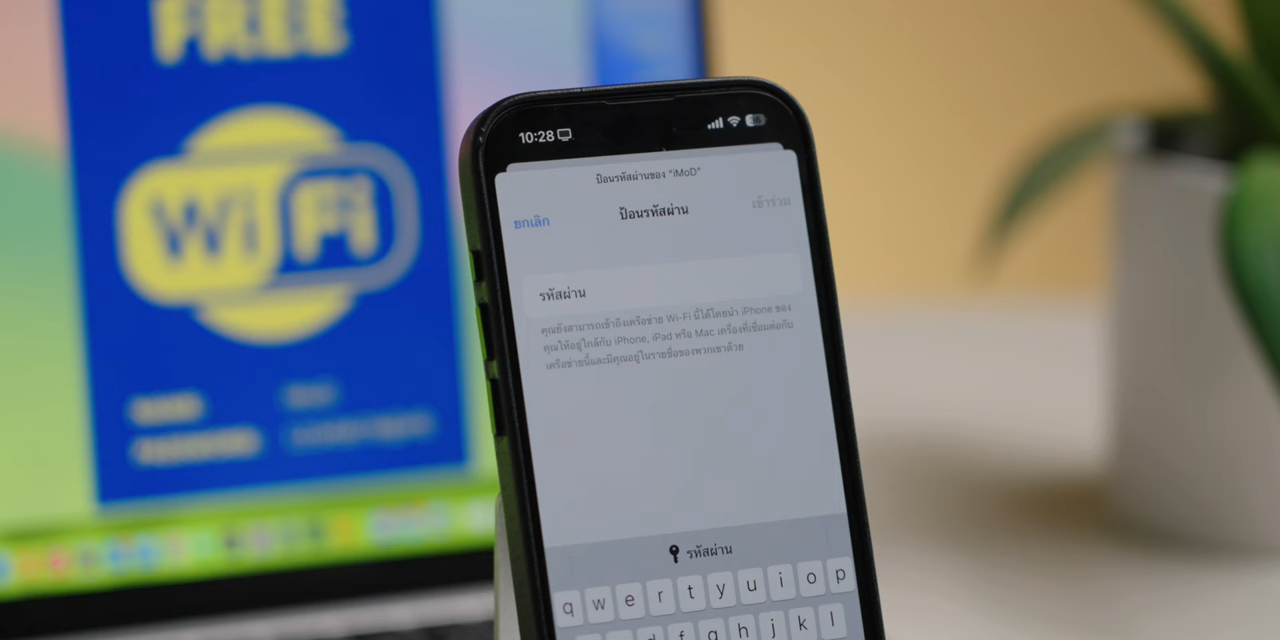 FREE
WiFi
10:28
38
ป้อนรหัสผ่านของ "iMoD"
ยกเลิก
ป้อนรหัสผ่าน
เข้าร่วม
รหัสผ่าน
คุณยังสามารถเข้าถึงเครือข่าย Wi-Fi นี้ได้โดยนำ iPhone ของ
คุณให้อยู่ใกล้กับ iPhone, iPad หรือ Mac เครื่องที่เชื่อมต่อกับ
เครือข่ายนี้และมีคุณอยู่ในรายชื่อของพวกเขาด้วย
รหัสผ่าน
q w e r t y u i o p
d f g h j k l